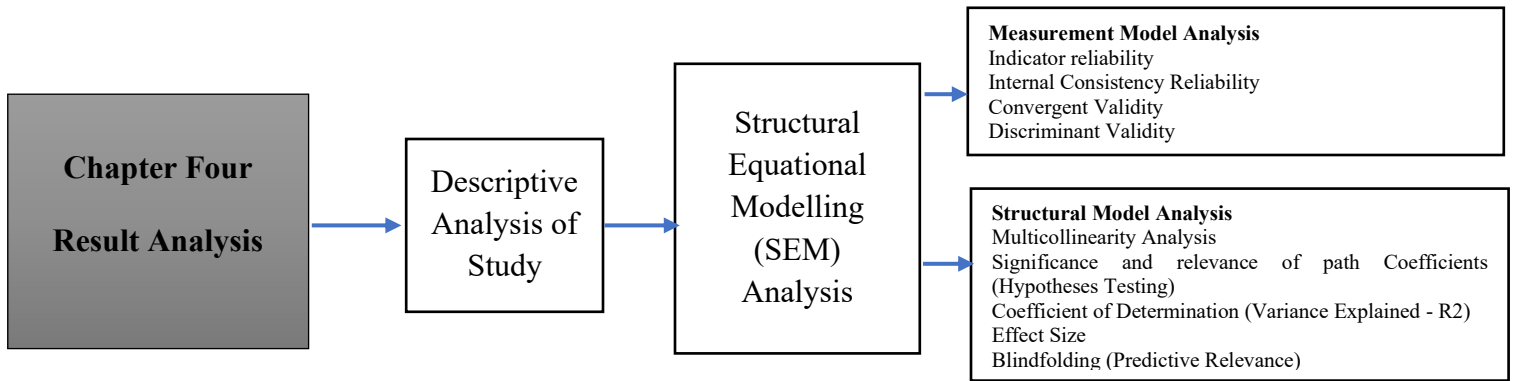 Chapter Four
Result Analysis
Descriptive
Analysis of
Study
Structural
Equational
Modelling
(SEM)
Analysis
Measurement Model Analysis
Indicator reliability
Internal Consistency Reliability
Convergent Validity
Discriminant Validity
Structural Model Analysis
Multicollinearity Analysis
Significance and relevance of path Coefficients
(Hypotheses Testing)
Coefficient of Determination (Variance Explained - R2)
Effect Size
Blindfolding (Predictive Relevance)